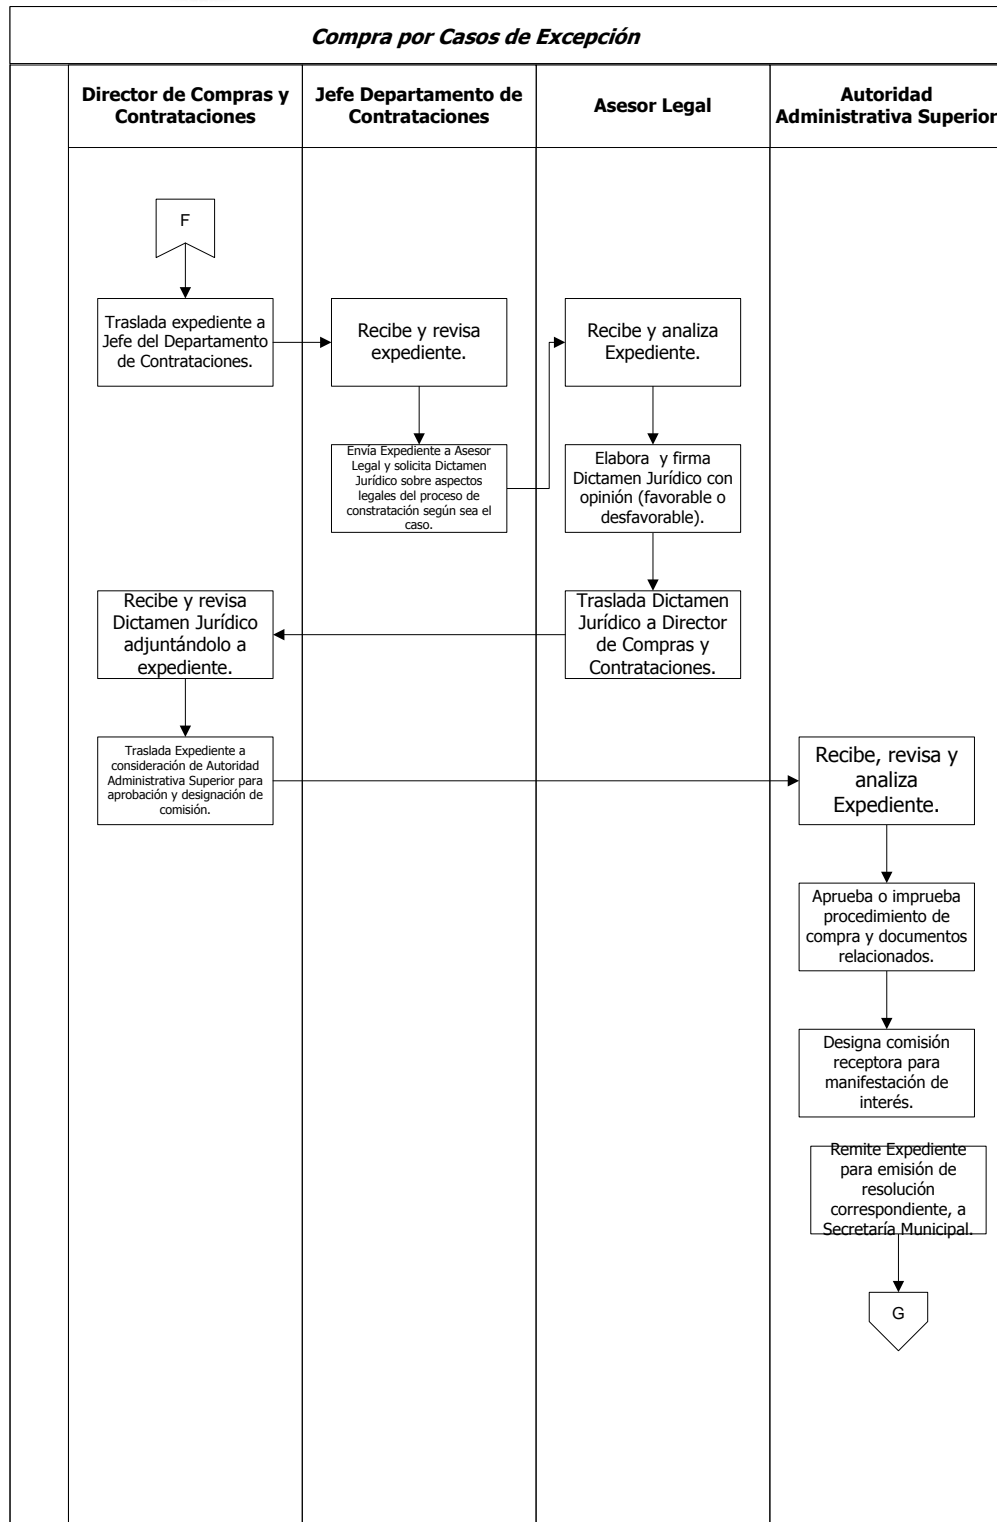 Compra por Casos de Excepción
Director de Compras y
Contrataciones
Jefe Departamento de
Contrataciones
Asesor Legal
Autoridad
Administrativa Superior
F
Traslada expediente a
Jefe del Departamento
de Contrataciones.
Recibe y revisa
expediente.
Recibe y analiza
Expediente.
Envía Expediente a Asesor
Legal y solicita Dictamen
Jurídico sobre aspectos
legales del proceso de
constratación según sea el
caso.
Elabora y firma
Dictamen Jurídico con
opinión (favorable o
desfavorable).
Recibe y revisa
Dictamen Jurídico
adjuntándolo a
expediente.
Traslada Dictamen
Jurídico a Director
de Compras y
Contrataciones.
Traslada Expediente a
consideración de Autoridad
Administrativa Superior para
aprobación y designación de
comisión.
Recibe, revisa y
analiza
Expediente.
Aprueba o imprueba
procedimiento de
compra y documentos
relacionados.
Designa comisión
receptora para
manifestación de
interés.
Remite Expediente
para emisión de
resolución
correspondiente, a
Secretaría Municipal.
G